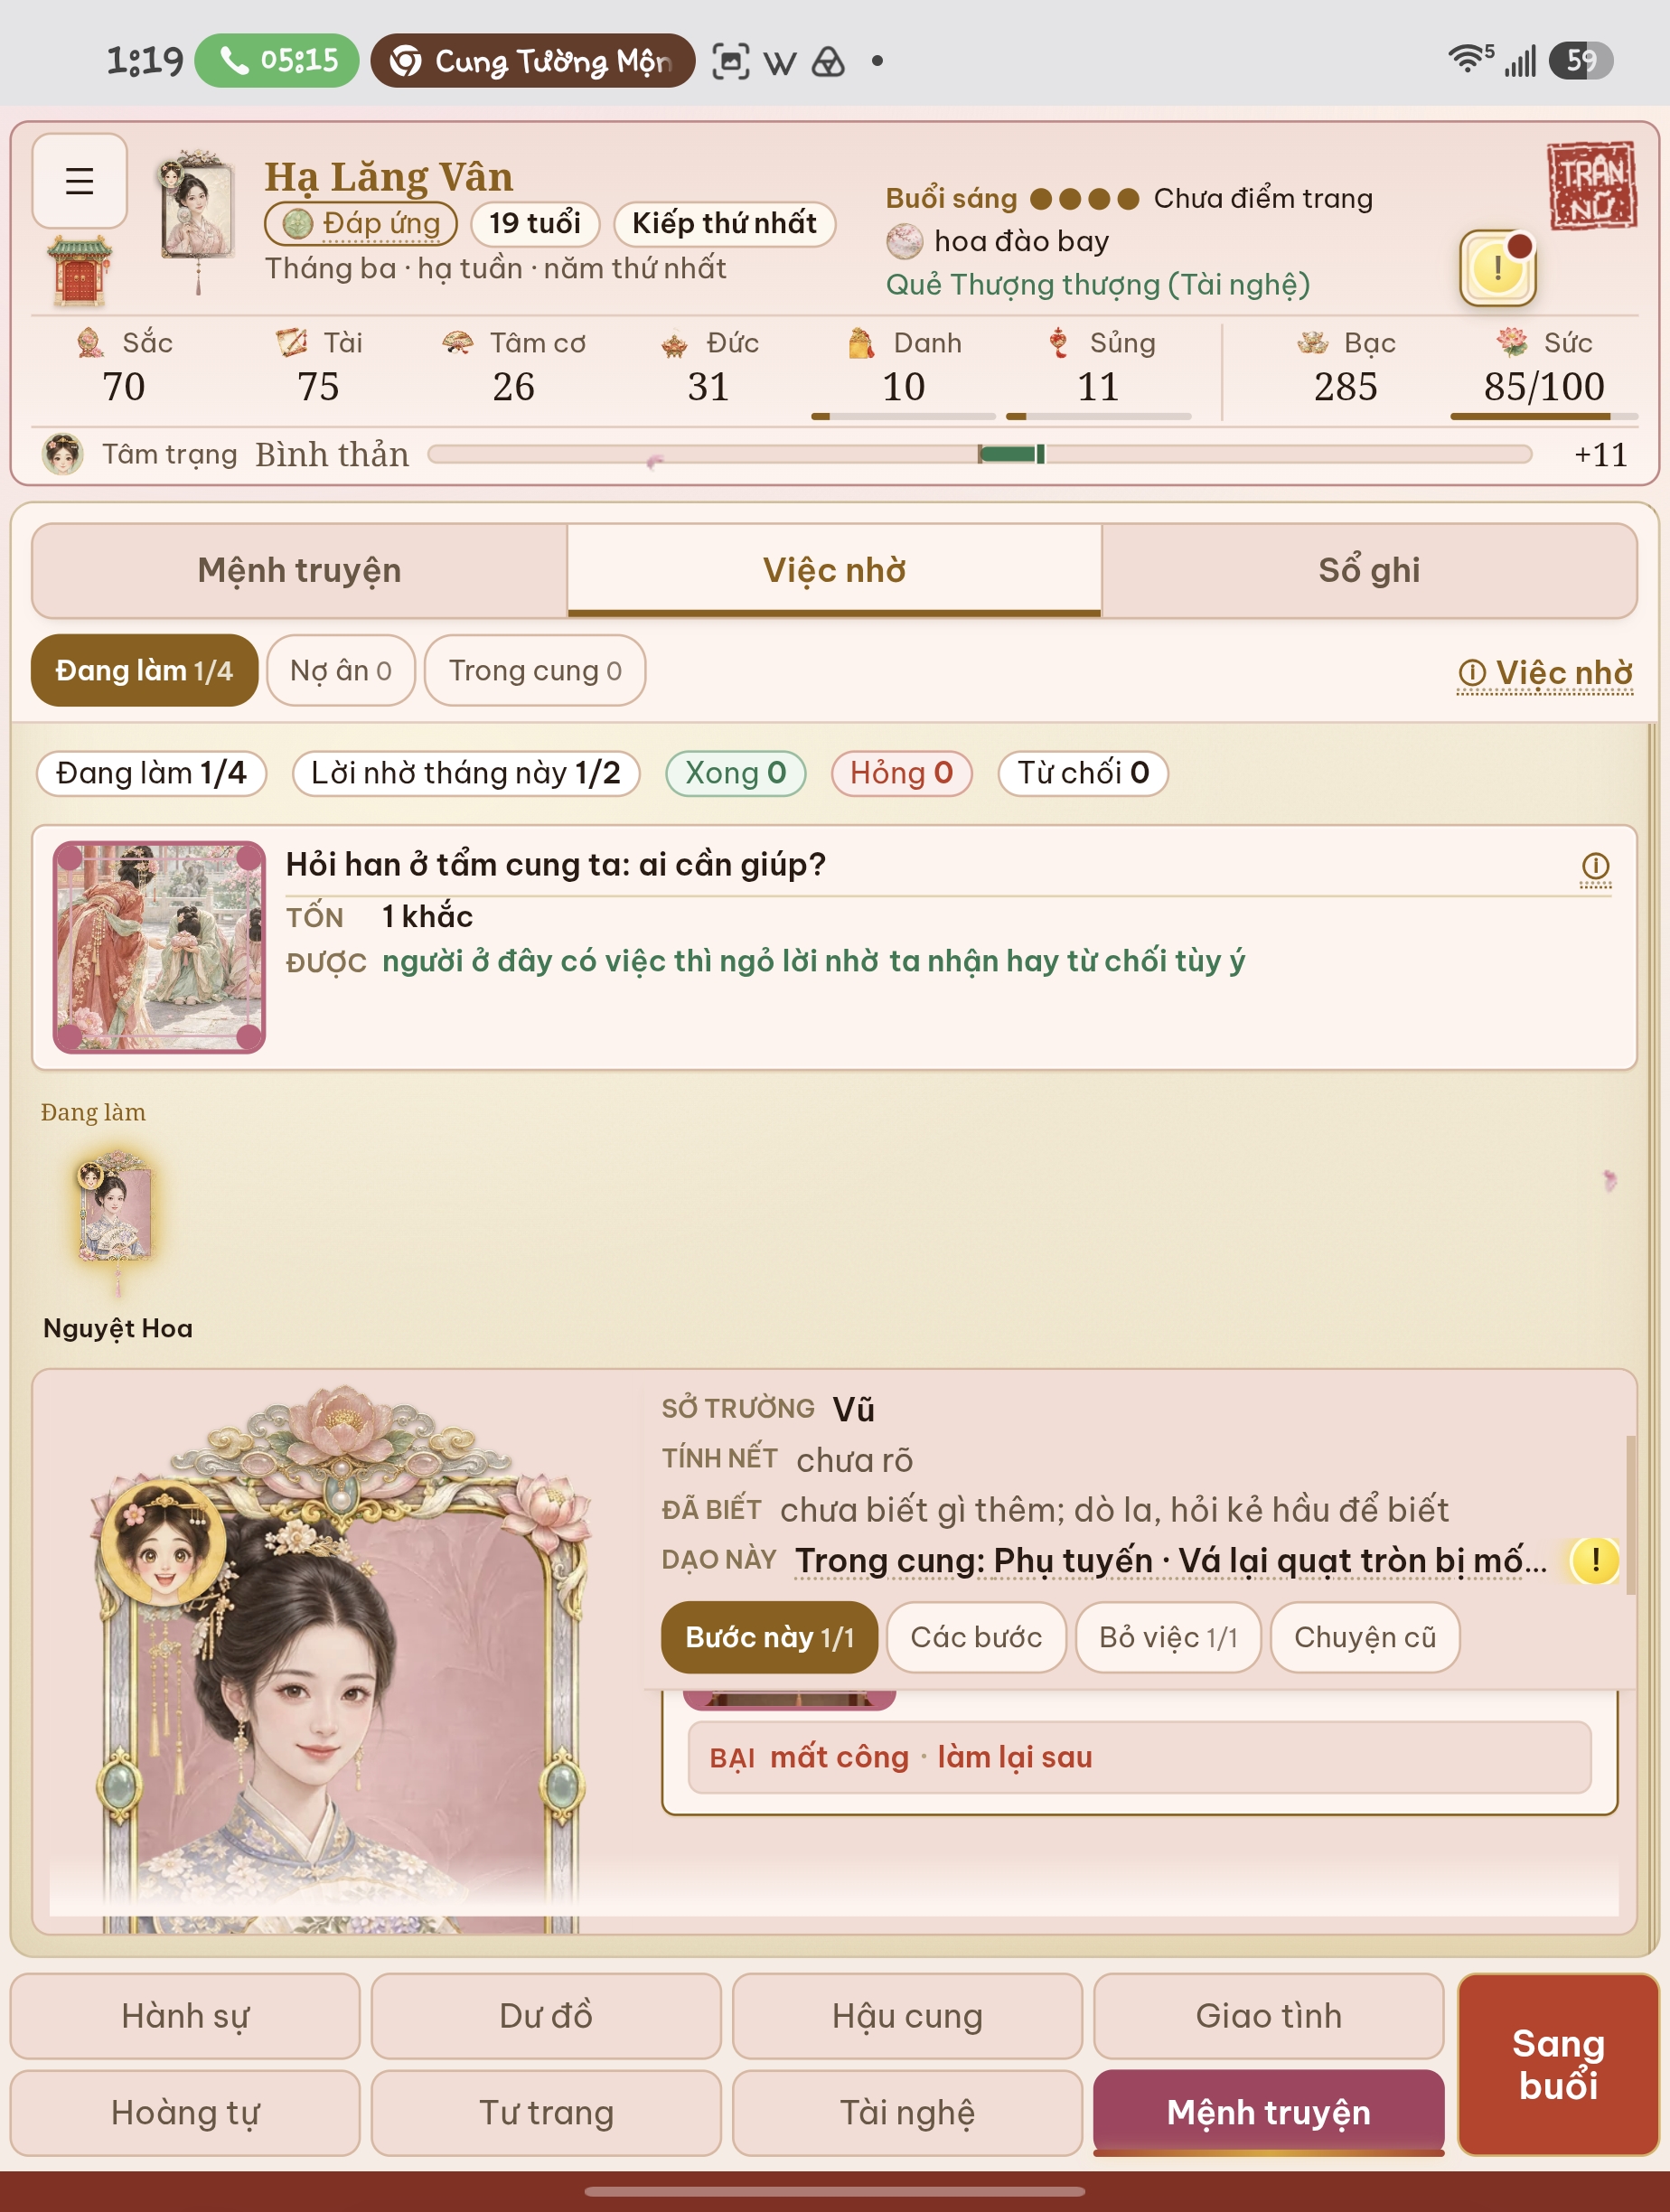 1:19 05:15 Cung Tường Môn 5 59
Hạ Lăng Vân
Đáp ứng 19 tuổi Kiếp thứ nhất
Tháng ba · hạ tuần · năm thứ nhất
Buổi sáng Chưa điểm trang
hoa đào bay
Quẻ Thượng thượng (Tài nghệ)
TRÂN
NỮ
!
Sắc Tài Tâm cơ Đức Danh Sủng Bạc Sức
70 75 26 31 10 11 285 85/100
Tâm trạng Bình thản +11
Mệnh truyện Việc nhờ Sổ ghi
Đang làm 1/4 Nợ ân 0 Trong cung 0 Việc nhờ
Đang làm 1/4 Lời nhờ tháng này 1/2 Xong 0 Hỏng 0 Từ chối 0
Hỏi han ở tẩm cung ta: ai cần giúp?
TỐN 1 khắc
ĐƯỢC người ở đây có việc thì ngỏ lời nhờ ta nhận hay từ chối tùy ý
Đang làm
Nguyệt Hoa
SỞ TRƯỜNG Vũ
TÍNH NẾT chưa rõ
ĐÃ BIẾT chưa biết gì thêm; dò la, hỏi kẻ hầu để biết
DẠO NÀY Trong cung: Phụ tuyến · Vá lại quạt tròn bị mố... !
Bước này 1/1 Các bước Bỏ việc 1/1 Chuyện cũ
BẠI mất công · làm lại sau
Hành sự Dư đồ Hậu cung Giao tình
Sang
buổi
Hoàng tự Tư trang Tài nghệ Mệnh truyện